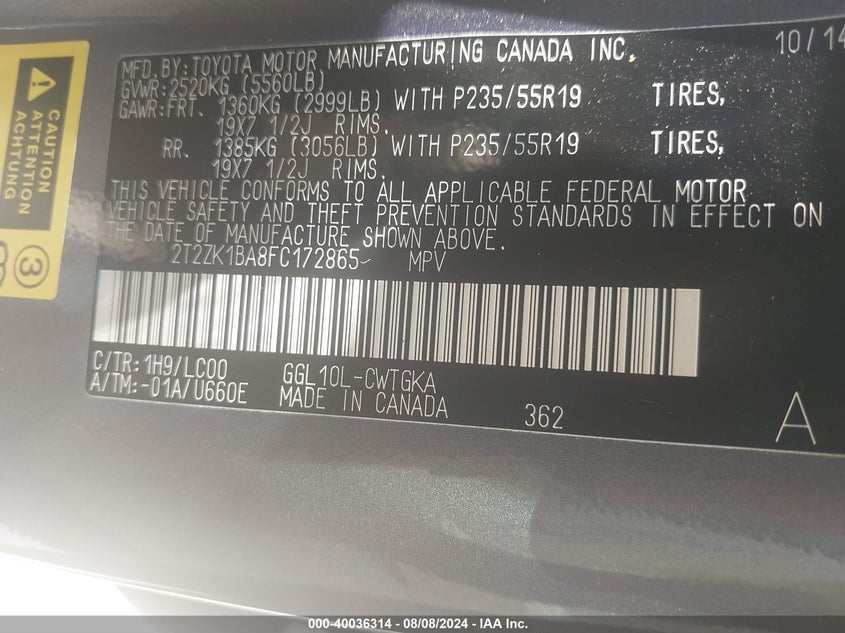 MFD. BY: TOYOTA MOTOR MANUFACTURING CANADA INC. 10/14
GVWR: 2520KG (5560LB)
GAWR: FRT. 1360KG (2999LB) WITH P235/55R19 TIRES,
19X7 1/2J RIMS.
RR. 1385KG (3056LB) WITH P235/55R19 TIRES,
19X7 1/2J RIMS.
THIS VEHICLE CONFORMS TO ALL APPLICABLE FEDERAL MOTOR
VEHICLE SAFETY AND THEFT PREVENTION STANDARDS IN EFFECT ON
THE DATE OF MANUFACTURE SHOWN ABOVE.
2T2ZK1BA8FC172865 MPV
C/TR: 1H9/LC00 GGL10L-CWTGKA
A/TM: -01A/U660E MADE IN CANADA 362 A
CAUTION
ATTENTION
ACHTUNG
3
000-40036314 - 08/08/2024 - IAA Inc.